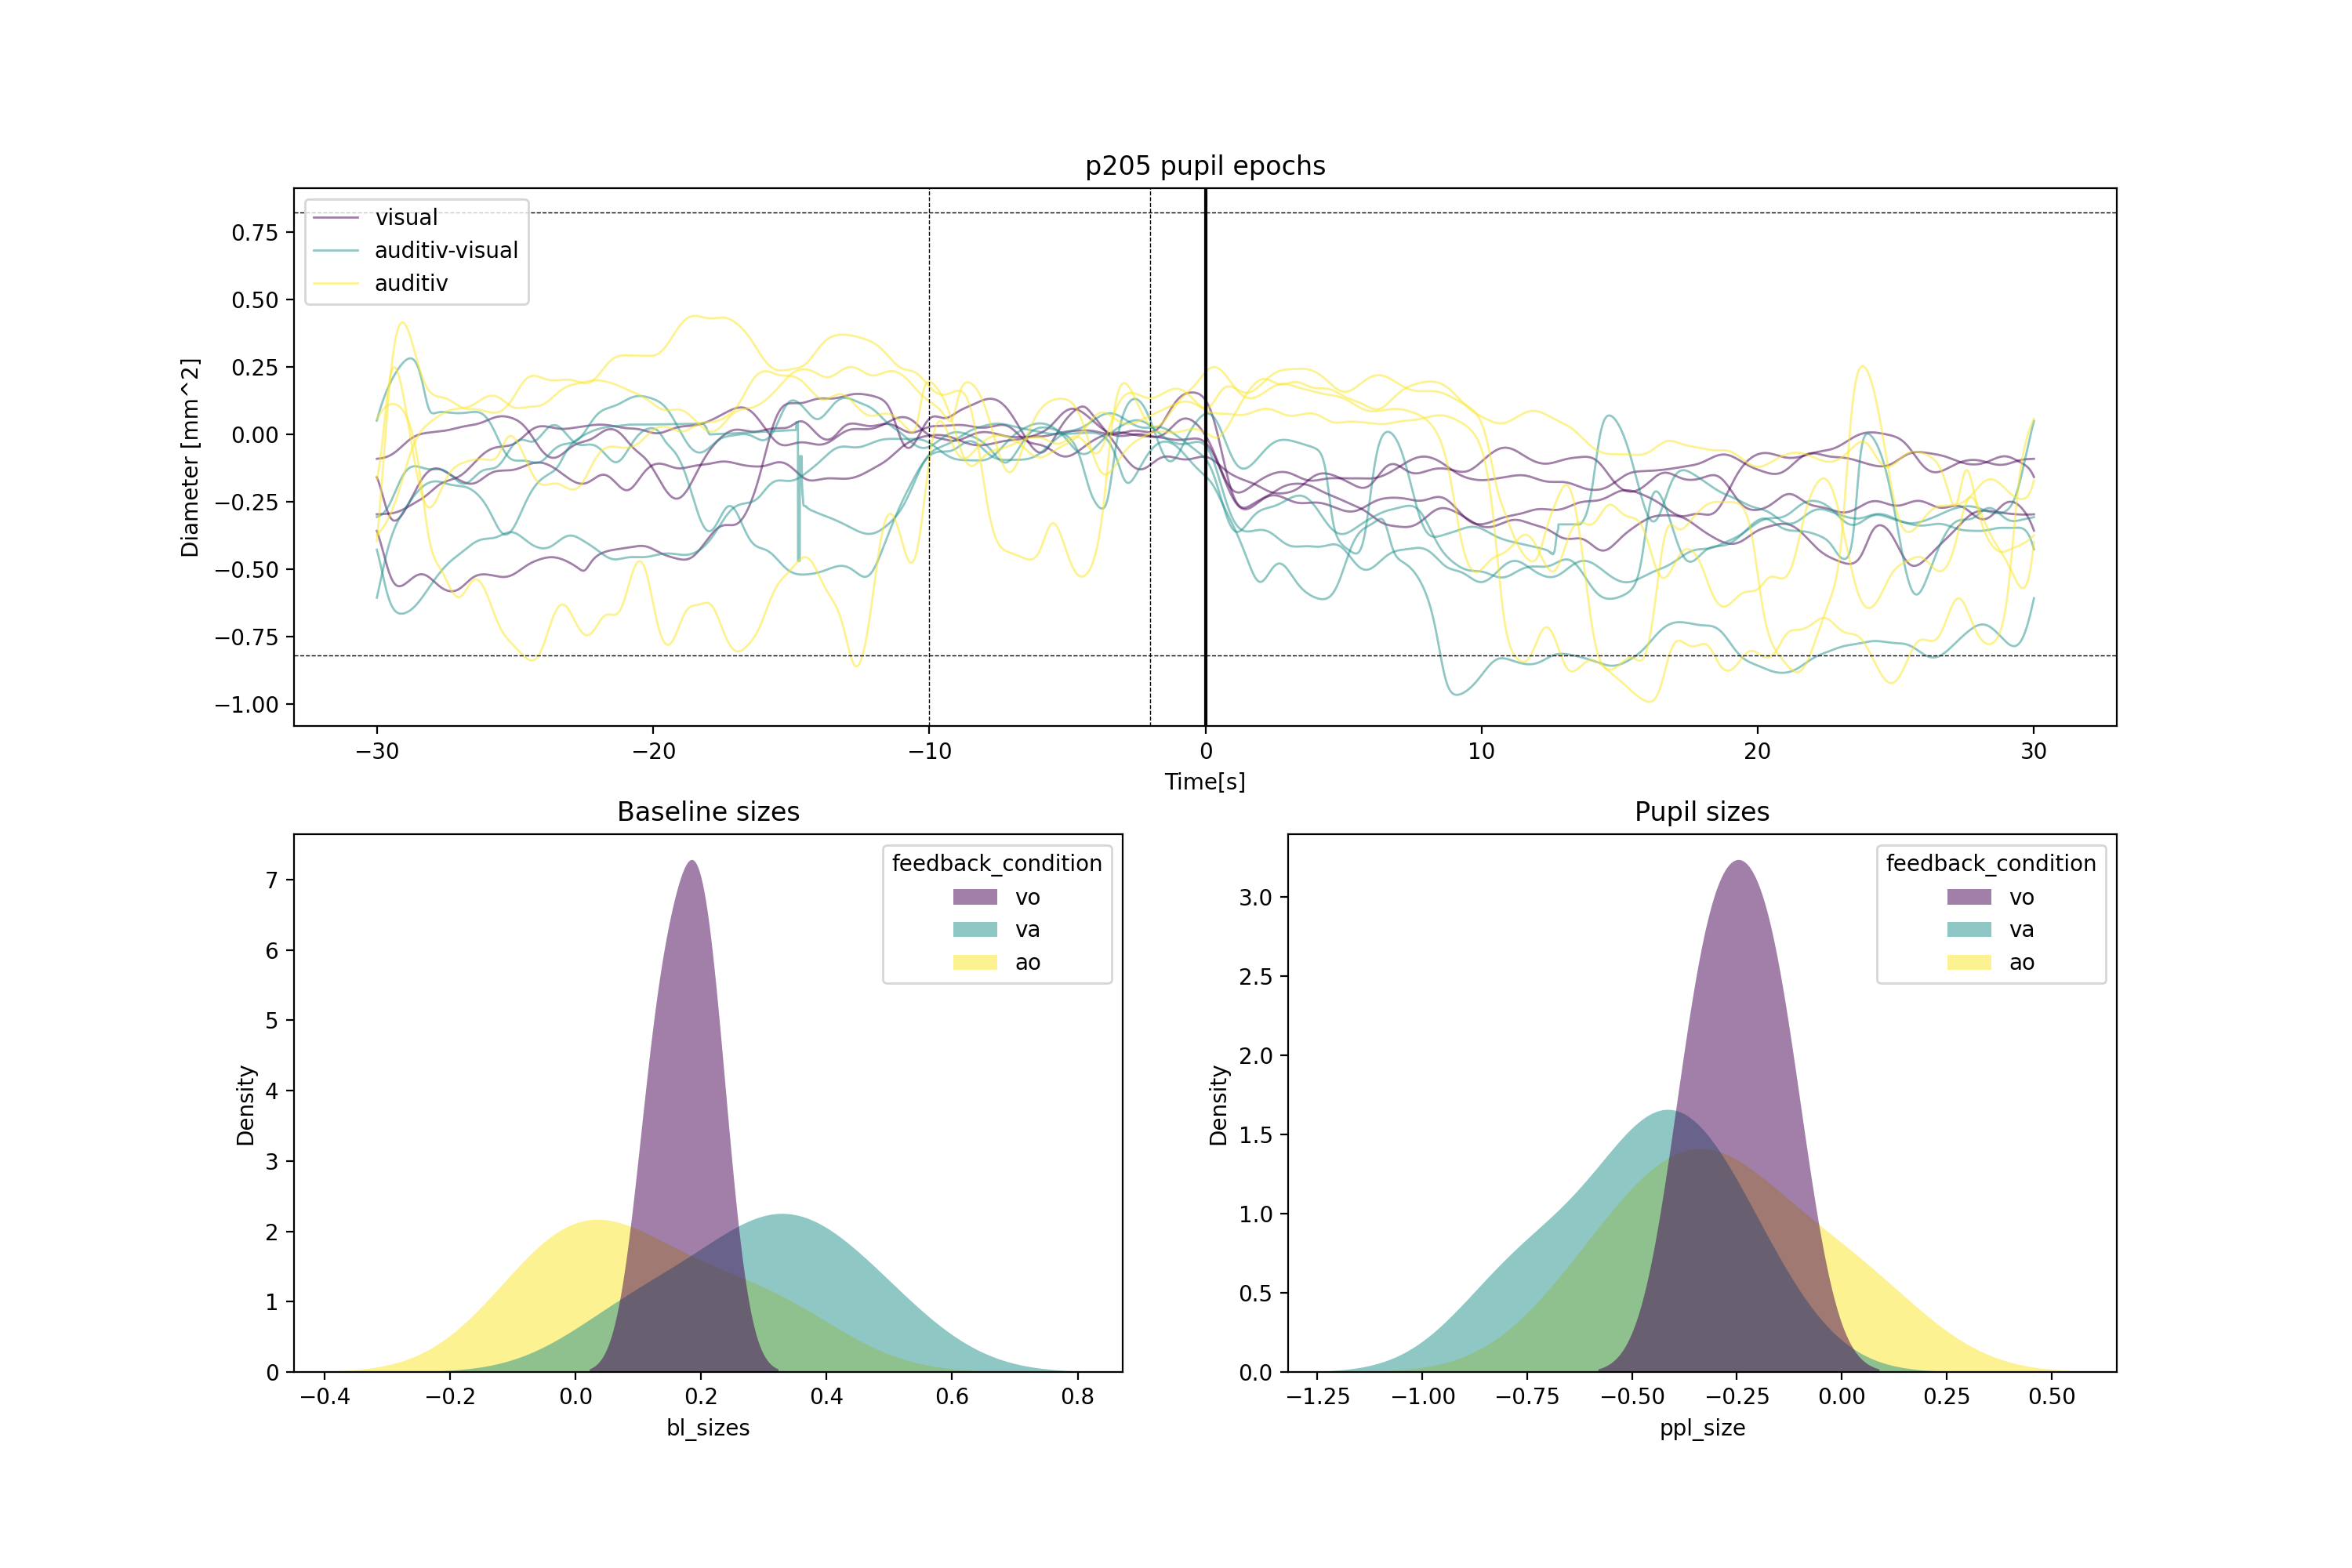 p205 pupil epochs
visual
auditiv-visual
auditiv
Diameter [mm^2]
0.75
0.50
0.25
0.00
−0.25
−0.50
−0.75
−1.00
−30
−20
−10
0
10
20
30
Time[s]
Baseline sizes
feedback_condition
vo
va
ao
Density
7
6
5
4
3
2
1
0
−0.4
−0.2
0.0
0.2
0.4
0.6
0.8
bl_sizes
Pupil sizes
feedback_condition
vo
va
ao
Density
3.0
2.5
2.0
1.5
1.0
0.5
0.0
−1.25
−1.00
−0.75
−0.50
−0.25
0.00
0.25
0.50
ppl_size